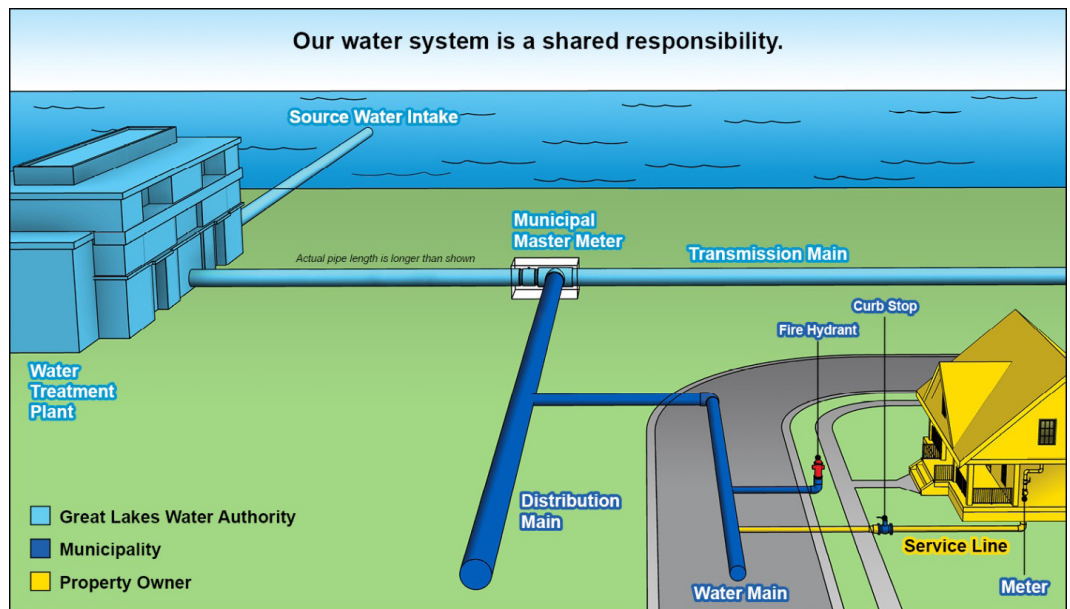 Our water system is a shared responsibility.
Source Water Intake
Municipal
Master Meter
Actual pipe length is longer than shown
Transmission Main
Curb Stop
Fire Hydrant
Water
Treatment
Plant
Distribution
Main
Great Lakes Water Authority
Municipality
Property Owner
Service Line
Water Main
Meter